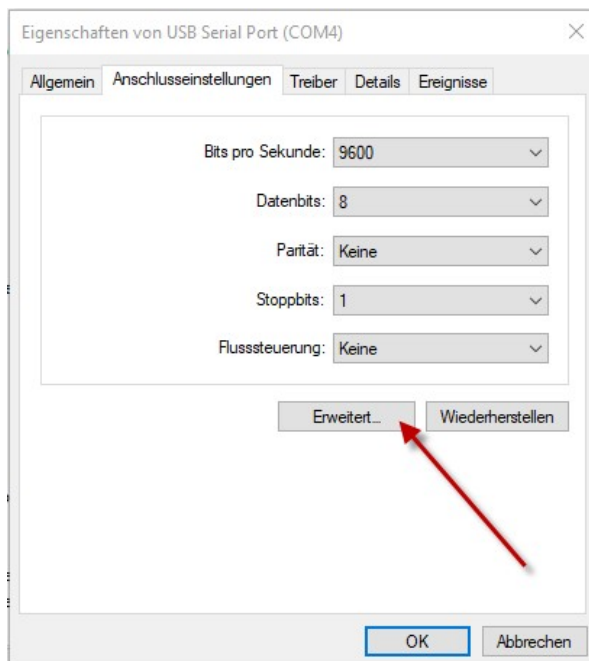 Eigenschaften von USB Serial Port (COM4)
Allgemein Anschlusseinstellungen Treiber Details Ereignisse
Bits pro Sekunde: 9600
Datenbits: 8
Parität: Keine
Stoppbits: 1
Flusssteuerung: Keine
Erweitert... Wiederherstellen
OK Abbrechen